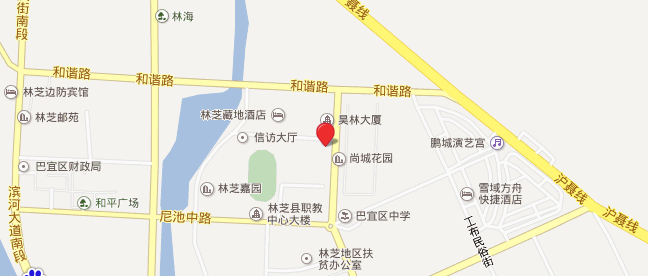 街南段
林海
沪聂线
和谐路
和谐路
和谐路
和谐路
林芝边防宾馆
林芝藏地酒店
林芝邮苑
昊林大厦
信访大厅
鹏城演艺宫
尚城花园
巴宜区财政局
沪聂线
林芝嘉园
雪域方舟
快捷酒店
滨河大道南段
和平广场
林芝县职教
中心大楼
巴宜区中学
沪聂线
尼池中路
工布民俗街
林芝地区扶
贫办公室